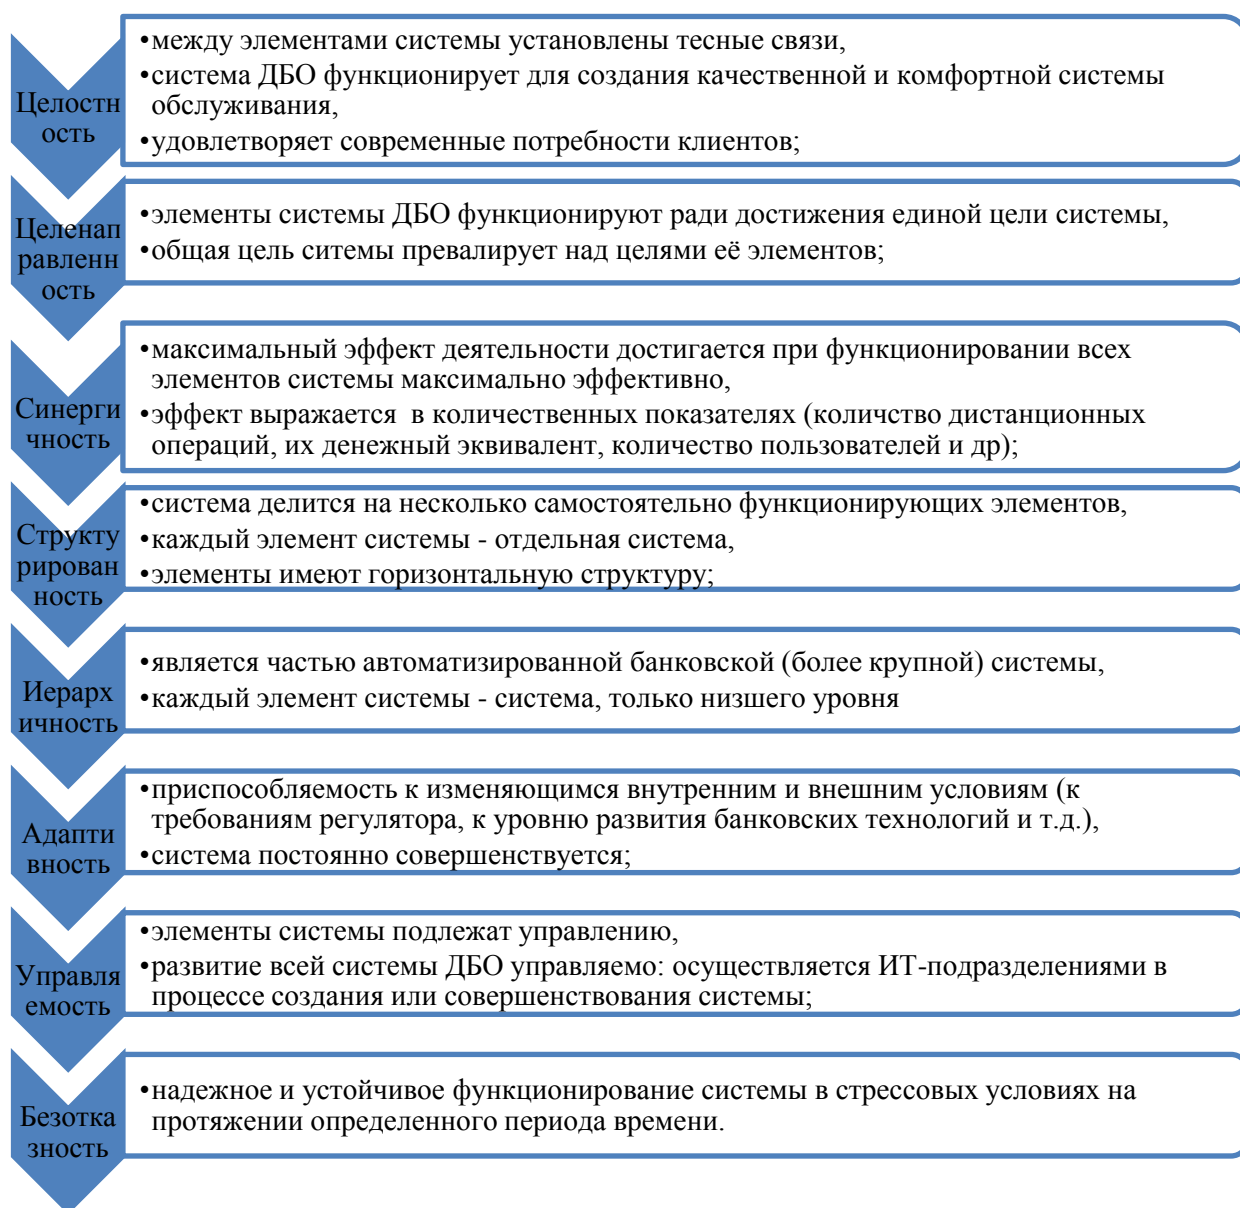 Целостн
ость
•между элементами системы установлены тесные связи,
•система ДБО функционирует для создания качественной и комфортной системы
обслуживания,
•удовлетворяет современные потребности клиентов;
Целенап
равленн
ость
•элементы системы ДБО функционируют ради достижения единой цели системы,
•общая цель ситемы превалирует над целями её элементов;
Синерги
чность
•максимальный эффект деятельности достигается при функционировании всех
элементов системы максимально эффективно,
•эффект выражается в количественных показателях (количство дистанционных
операций, их денежный эквивалент, количество пользователей и др);
Структу
рирован
ность
•система делится на несколько самостоятельно функционирующих элементов,
•каждый элемент системы - отдельная система,
•элементы имеют горизонтальную структуру;
Иерарх
ичность
•является частью автоматизированной банковской (более крупной) системы,
•каждый элемент системы - система, только низшего уровня
Адапти
вность
•приспособляемость к изменяющимся внутренним и внешним условиям (к
требованиям регулятора, к уровню развития банковских технологий и т.д.),
•система постоянно совершенствуется;
Управля
емость
•элементы системы подлежат управлению,
•развитие всей системы ДБО управляемо: осуществляется ИТ-подразделениями в
процессе создания или совершенствования системы;
Безотка
зность
•надежное и устойчивое функционирование системы в стрессовых условиях на
протяжении определенного периода времени.